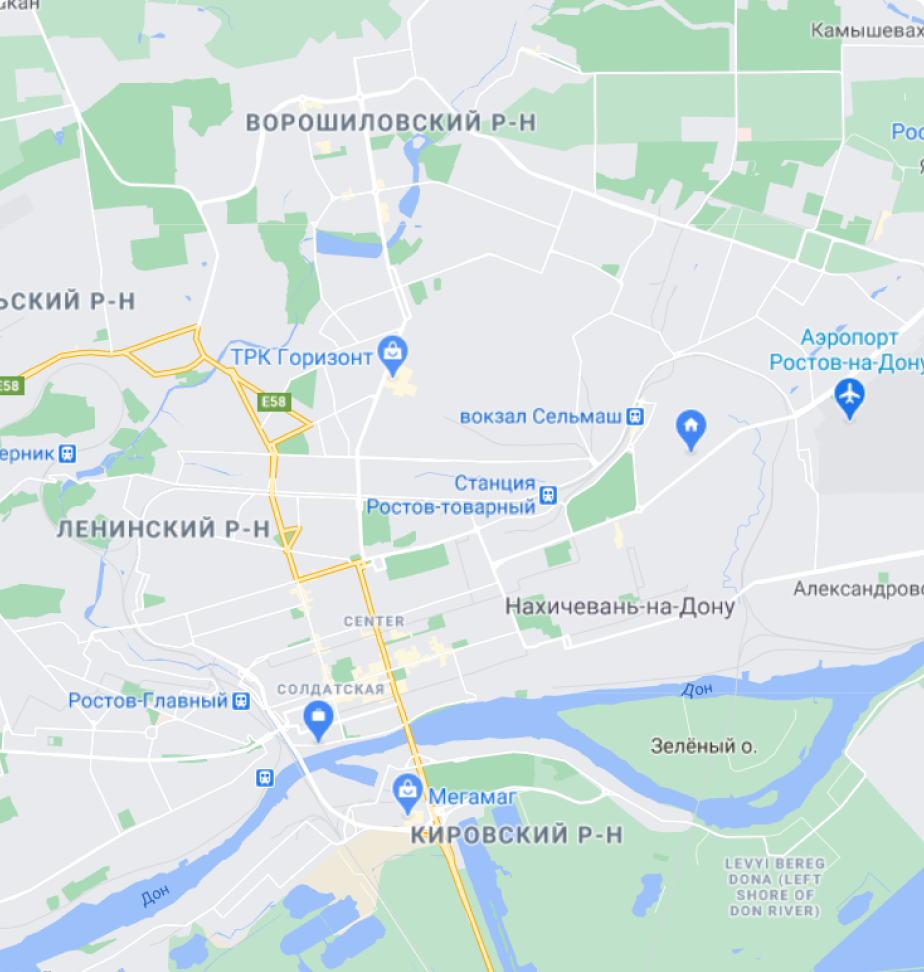 Камышевах
ВОРОШИЛОВСКИЙ Р-Н
Рос
ЬСКИЙ Р-Н
Аэропорт
Ростов-на-Дону
ТРК Горизонт
E58
E58
вокзал Сельмаш
ерник
Станция
Ростов-товарный
ЛЕНИНСКИЙ Р-Н
Александровс
Нахичевань-на-Дону
CENTER
СОЛДАТСКАЯ
Дон
Ростов-Главный
Зелёный о.
Мегамаг
КИРОВСКИЙ Р-Н
LEVYI BEREG
DONA (LEFT
SHORE OF
DON RIVER)
Дон